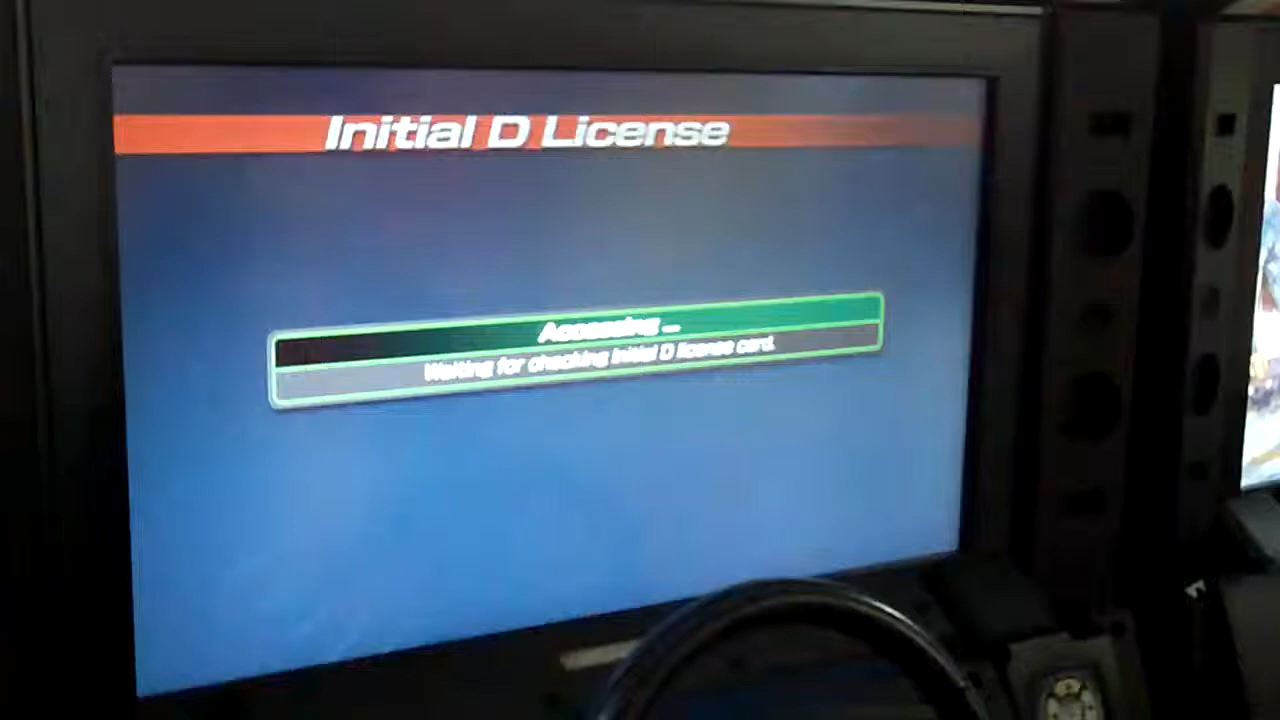 Initial D License
Accessing ...
Waiting for checking Initial D license card.